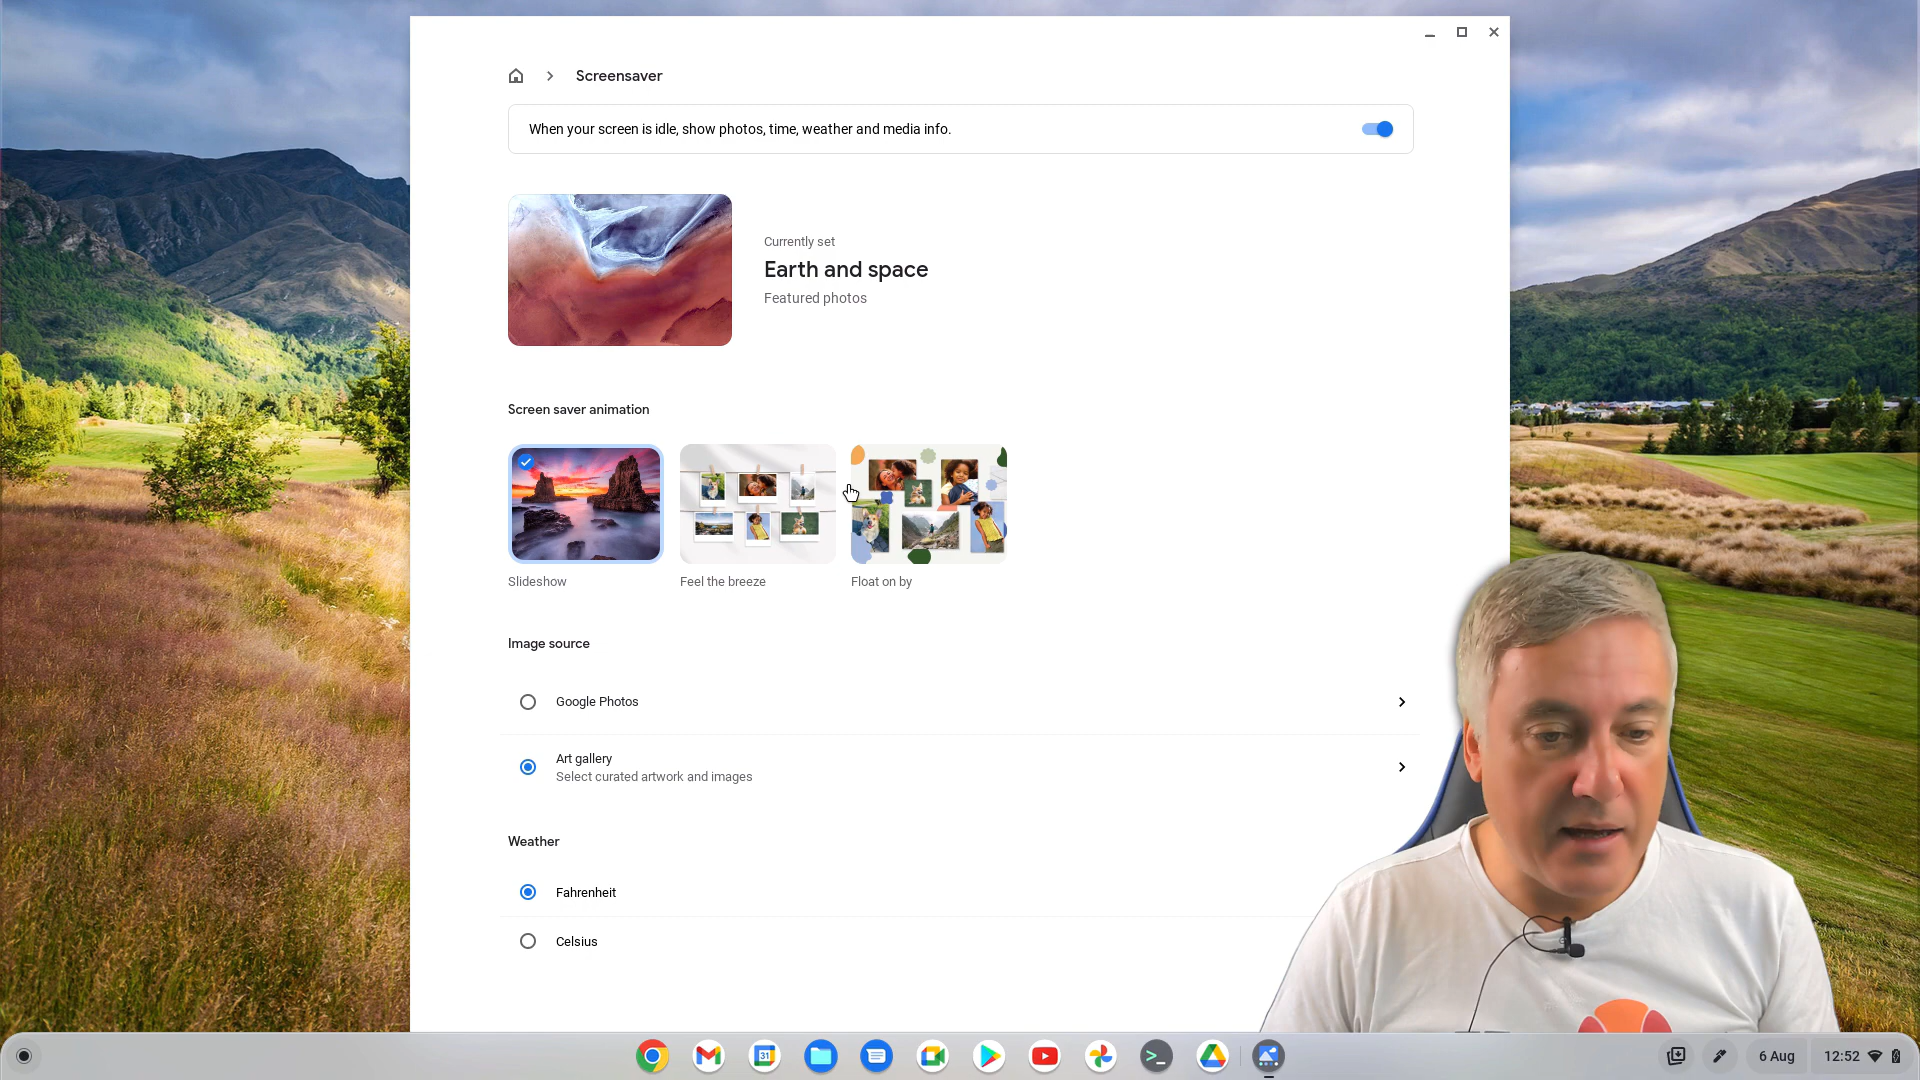 Screensaver
When your screen is idle, show photos, time, weather and media info.
Currently set
Earth and space
Featured photos
Screen saver animation
Slideshow
Feel the breeze
Float on by
Image source
Google Photos
Art gallery
Select curated artwork and images
Weather
Fahrenheit
Celsius
31
6 Aug
12:52